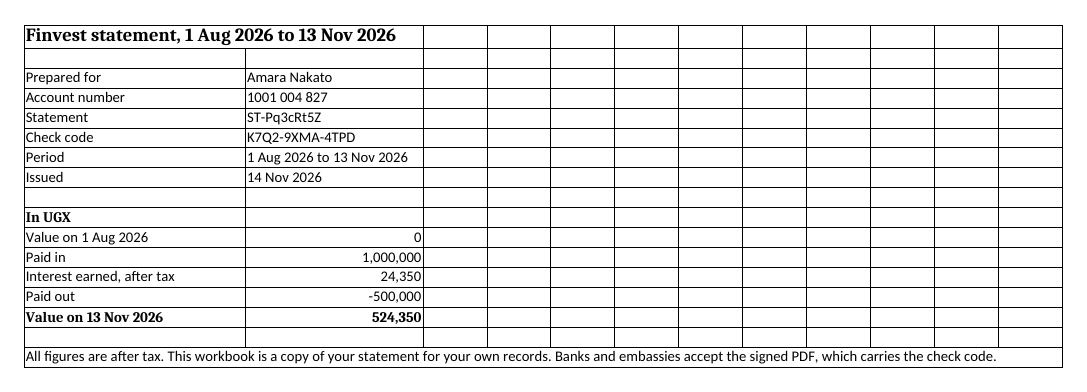 Finvest statement, 1 Aug 2026 to 13 Nov 2026
Prepared for Amara Nakato
Account number 1001 004 827
Statement ST-Pq3cRt5Z
Check code K7Q2-9XMA-4TPD
Period 1 Aug 2026 to 13 Nov 2026
Issued 14 Nov 2026
In UGX
Value on 1 Aug 2026 0
Paid in 1,000,000
Interest earned, after tax 24,350
Paid out -500,000
Value on 13 Nov 2026 524,350
All figures are after tax. This workbook is a copy of your statement for your own records. Banks and embassies accept the signed PDF, which carries the check code.